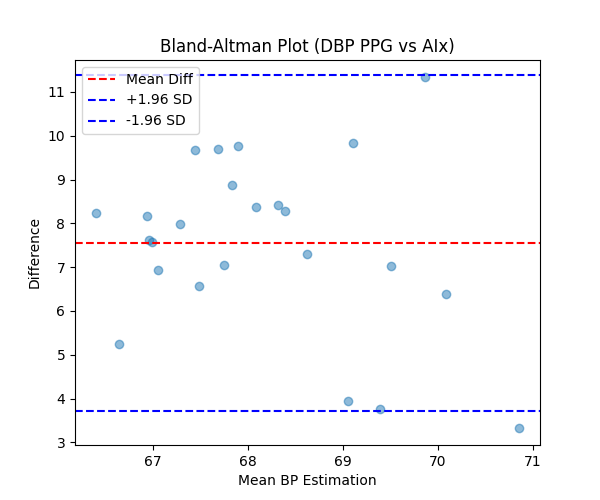 Bland-Altman Plot (DBP PPG vs AIx)
Mean Diff
+1.96 SD
-1.96 SD
Difference
11
10
9
8
7
6
5
4
3
67 68 69 70 71
Mean BP Estimation